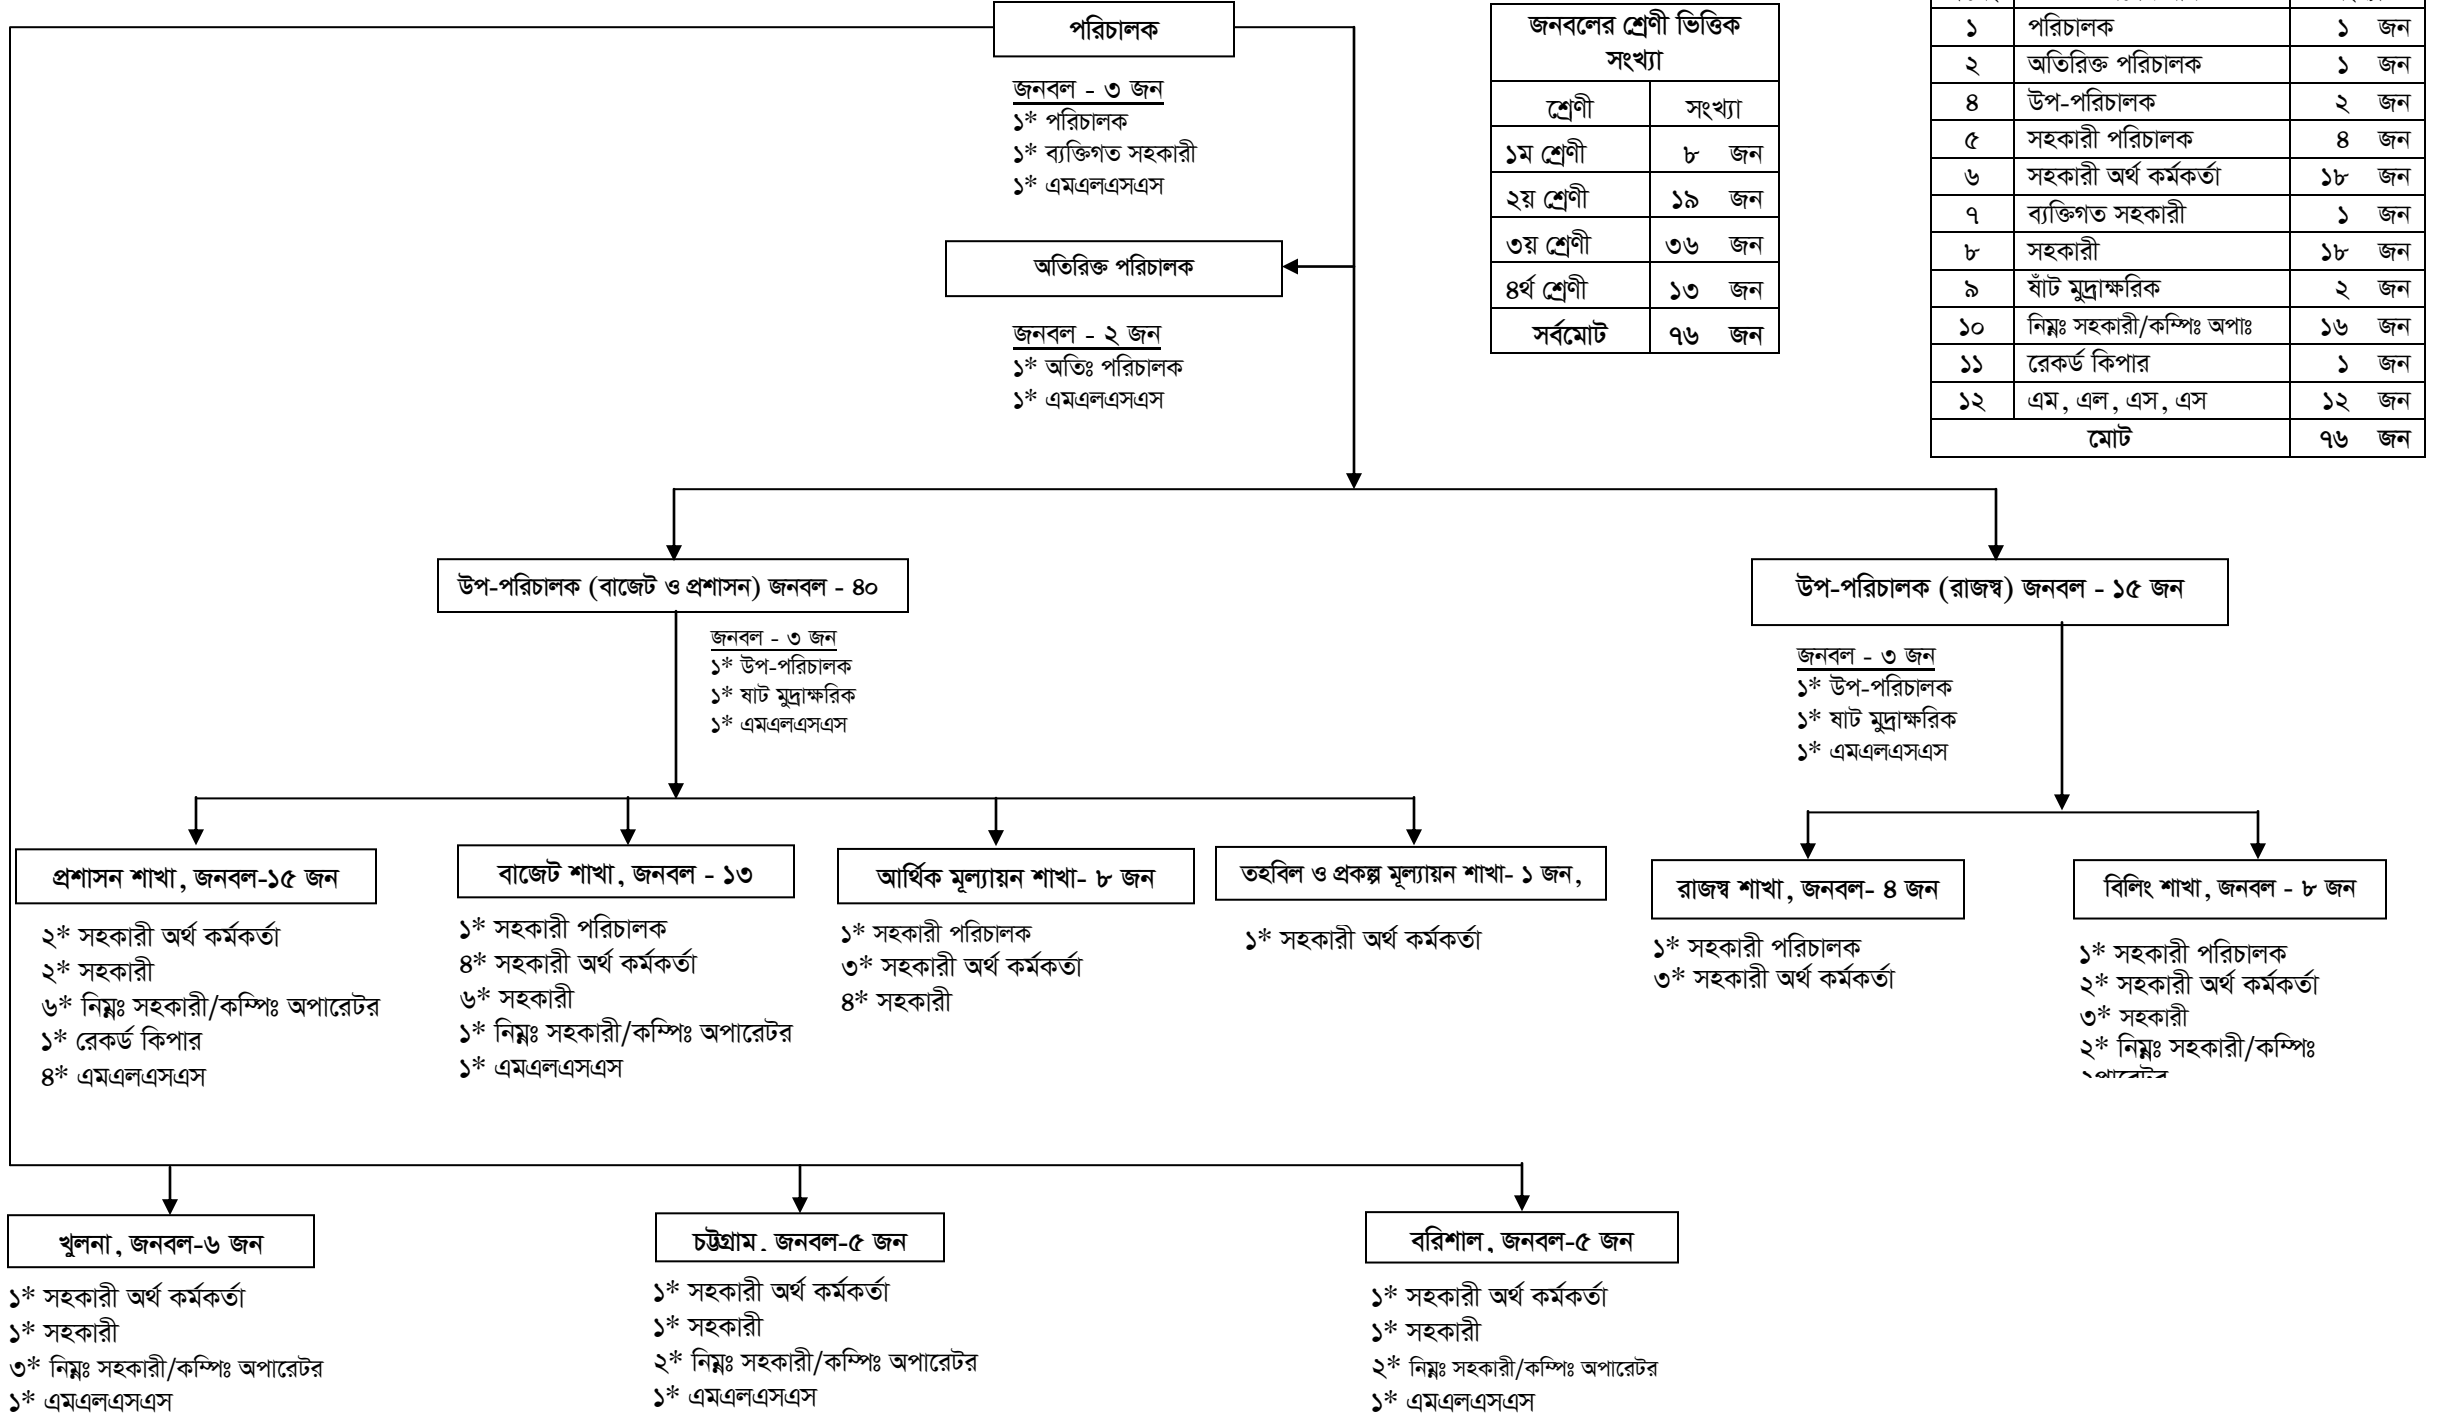 পরিচালক
জনবল - ৩ জন
১* পরিচালক
১* ব্যক্তিগত সহকারী
১* এমএলএসএস
অতিরিক্ত পরিচালক
জনবল - ২ জন
১* অতিঃ পরিচালক
১* এমএলএসএস
জনবলের শ্রেণী ভিত্তিক
সংখ্যা
শ্রেণী সংখ্যা
১ম শ্রেণী ৮ জন
২য় শ্রেণী ১৯ জন
৩য় শ্রেণী ৩৬ জন
৪র্থ শ্রেণী ১৩ জন
সর্বমোট ৭৬ জন
১ পরিচালক ১ জন
২ অতিরিক্ত পরিচালক ১ জন
৪ উপ-পরিচালক ২ জন
৫ সহকারী পরিচালক ৪ জন
৬ সহকারী অর্থ কর্মকর্তা ১৮ জন
৭ ব্যক্তিগত সহকারী ১ জন
৮ সহকারী ১৮ জন
৯ ষাঁট মুদ্রাক্ষরিক ২ জন
১০ নিম্নঃ সহকারী/কম্পিঃ অপাঃ ১৬ জন
১১ রেকর্ড কিপার ১ জন
১২ এম, এল, এস, এস ১২ জন
মোট ৭৬ জন
উপ-পরিচালক (বাজেট ও প্রশাসন) জনবল - ৪০
জনবল - ৩ জন
১* উপ-পরিচালক
১* ষাট মুদ্রাক্ষরিক
১* এমএলএসএস
উপ-পরিচালক (রাজস্ব) জনবল - ১৫ জন
জনবল - ৩ জন
১* উপ-পরিচালক
১* ষাট মুদ্রাক্ষরিক
১* এমএলএসএস
প্রশাসন শাখা, জনবল-১৫ জন
২* সহকারী অর্থ কর্মকর্তা
২* সহকারী
৬* নিম্নঃ সহকারী/কম্পিঃ অপারেটর
১* রেকর্ড কিপার
৪* এমএলএসএস
বাজেট শাখা, জনবল - ১৩
১* সহকারী পরিচালক
৪* সহকারী অর্থ কর্মকর্তা
৬* সহকারী
১* নিম্নঃ সহকারী/কম্পিঃ অপারেটর
১* এমএলএসএস
আর্থিক মূল্যায়ন শাখা- ৮ জন
১* সহকারী পরিচালক
৩* সহকারী অর্থ কর্মকর্তা
৪* সহকারী
তহবিল ও প্রকল্প মূল্যায়ন শাখা- ১ জন,
১* সহকারী অর্থ কর্মকর্তা
রাজস্ব শাখা, জনবল- ৪ জন
১* সহকারী পরিচালক
৩* সহকারী অর্থ কর্মকর্তা
বিলিং শাখা, জনবল - ৮ জন
১* সহকারী পরিচালক
২* সহকারী অর্থ কর্মকর্তা
৩* সহকারী
২* নিম্নঃ সহকারী/কম্পিঃ
খুলনা, জনবল-৬ জন
১* সহকারী অর্থ কর্মকর্তা
১* সহকারী
৩* নিম্নঃ সহকারী/কম্পিঃ অপারেটর
১* এমএলএসএস
চট্টগ্রাম, জনবল-৫ জন
১* সহকারী অর্থ কর্মকর্তা
১* সহকারী
২* নিম্নঃ সহকারী/কম্পিঃ অপারেটর
১* এমএলএসএস
বরিশাল, জনবল-৫ জন
১* সহকারী অর্থ কর্মকর্তা
১* সহকারী
২* নিম্নঃ সহকারী/কম্পিঃ অপারেটর
১* এমএলএসএস